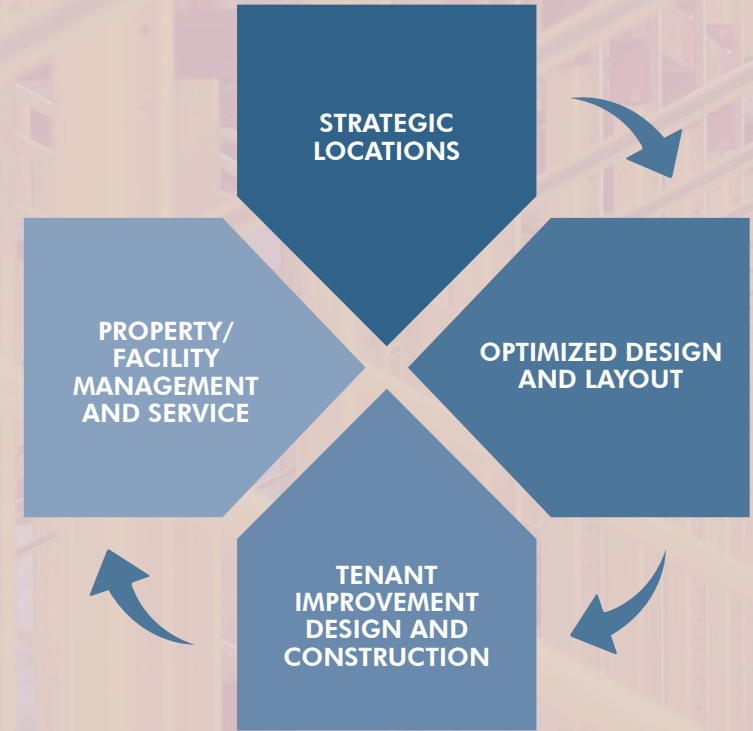 STRATEGIC
LOCATIONS
OPTIMIZED DESIGN
AND LAYOUT
TENANT
IMPROVEMENT
DESIGN AND
CONSTRUCTION
PROPERTY/
FACILITY
MANAGEMENT
AND SERVICE